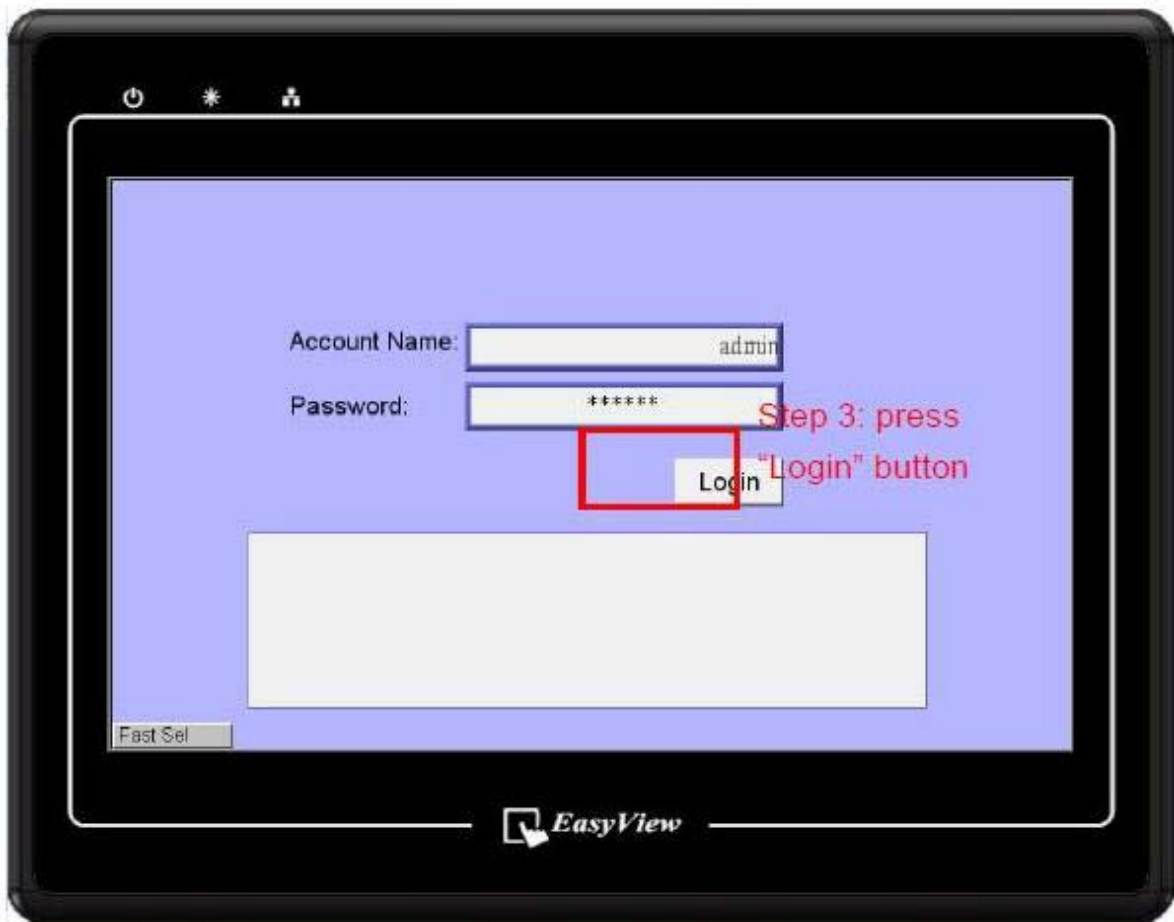 Account Name:
admin
Password:
******
Step 3: press
"Login" button
Login
Fast Sel
EasyView